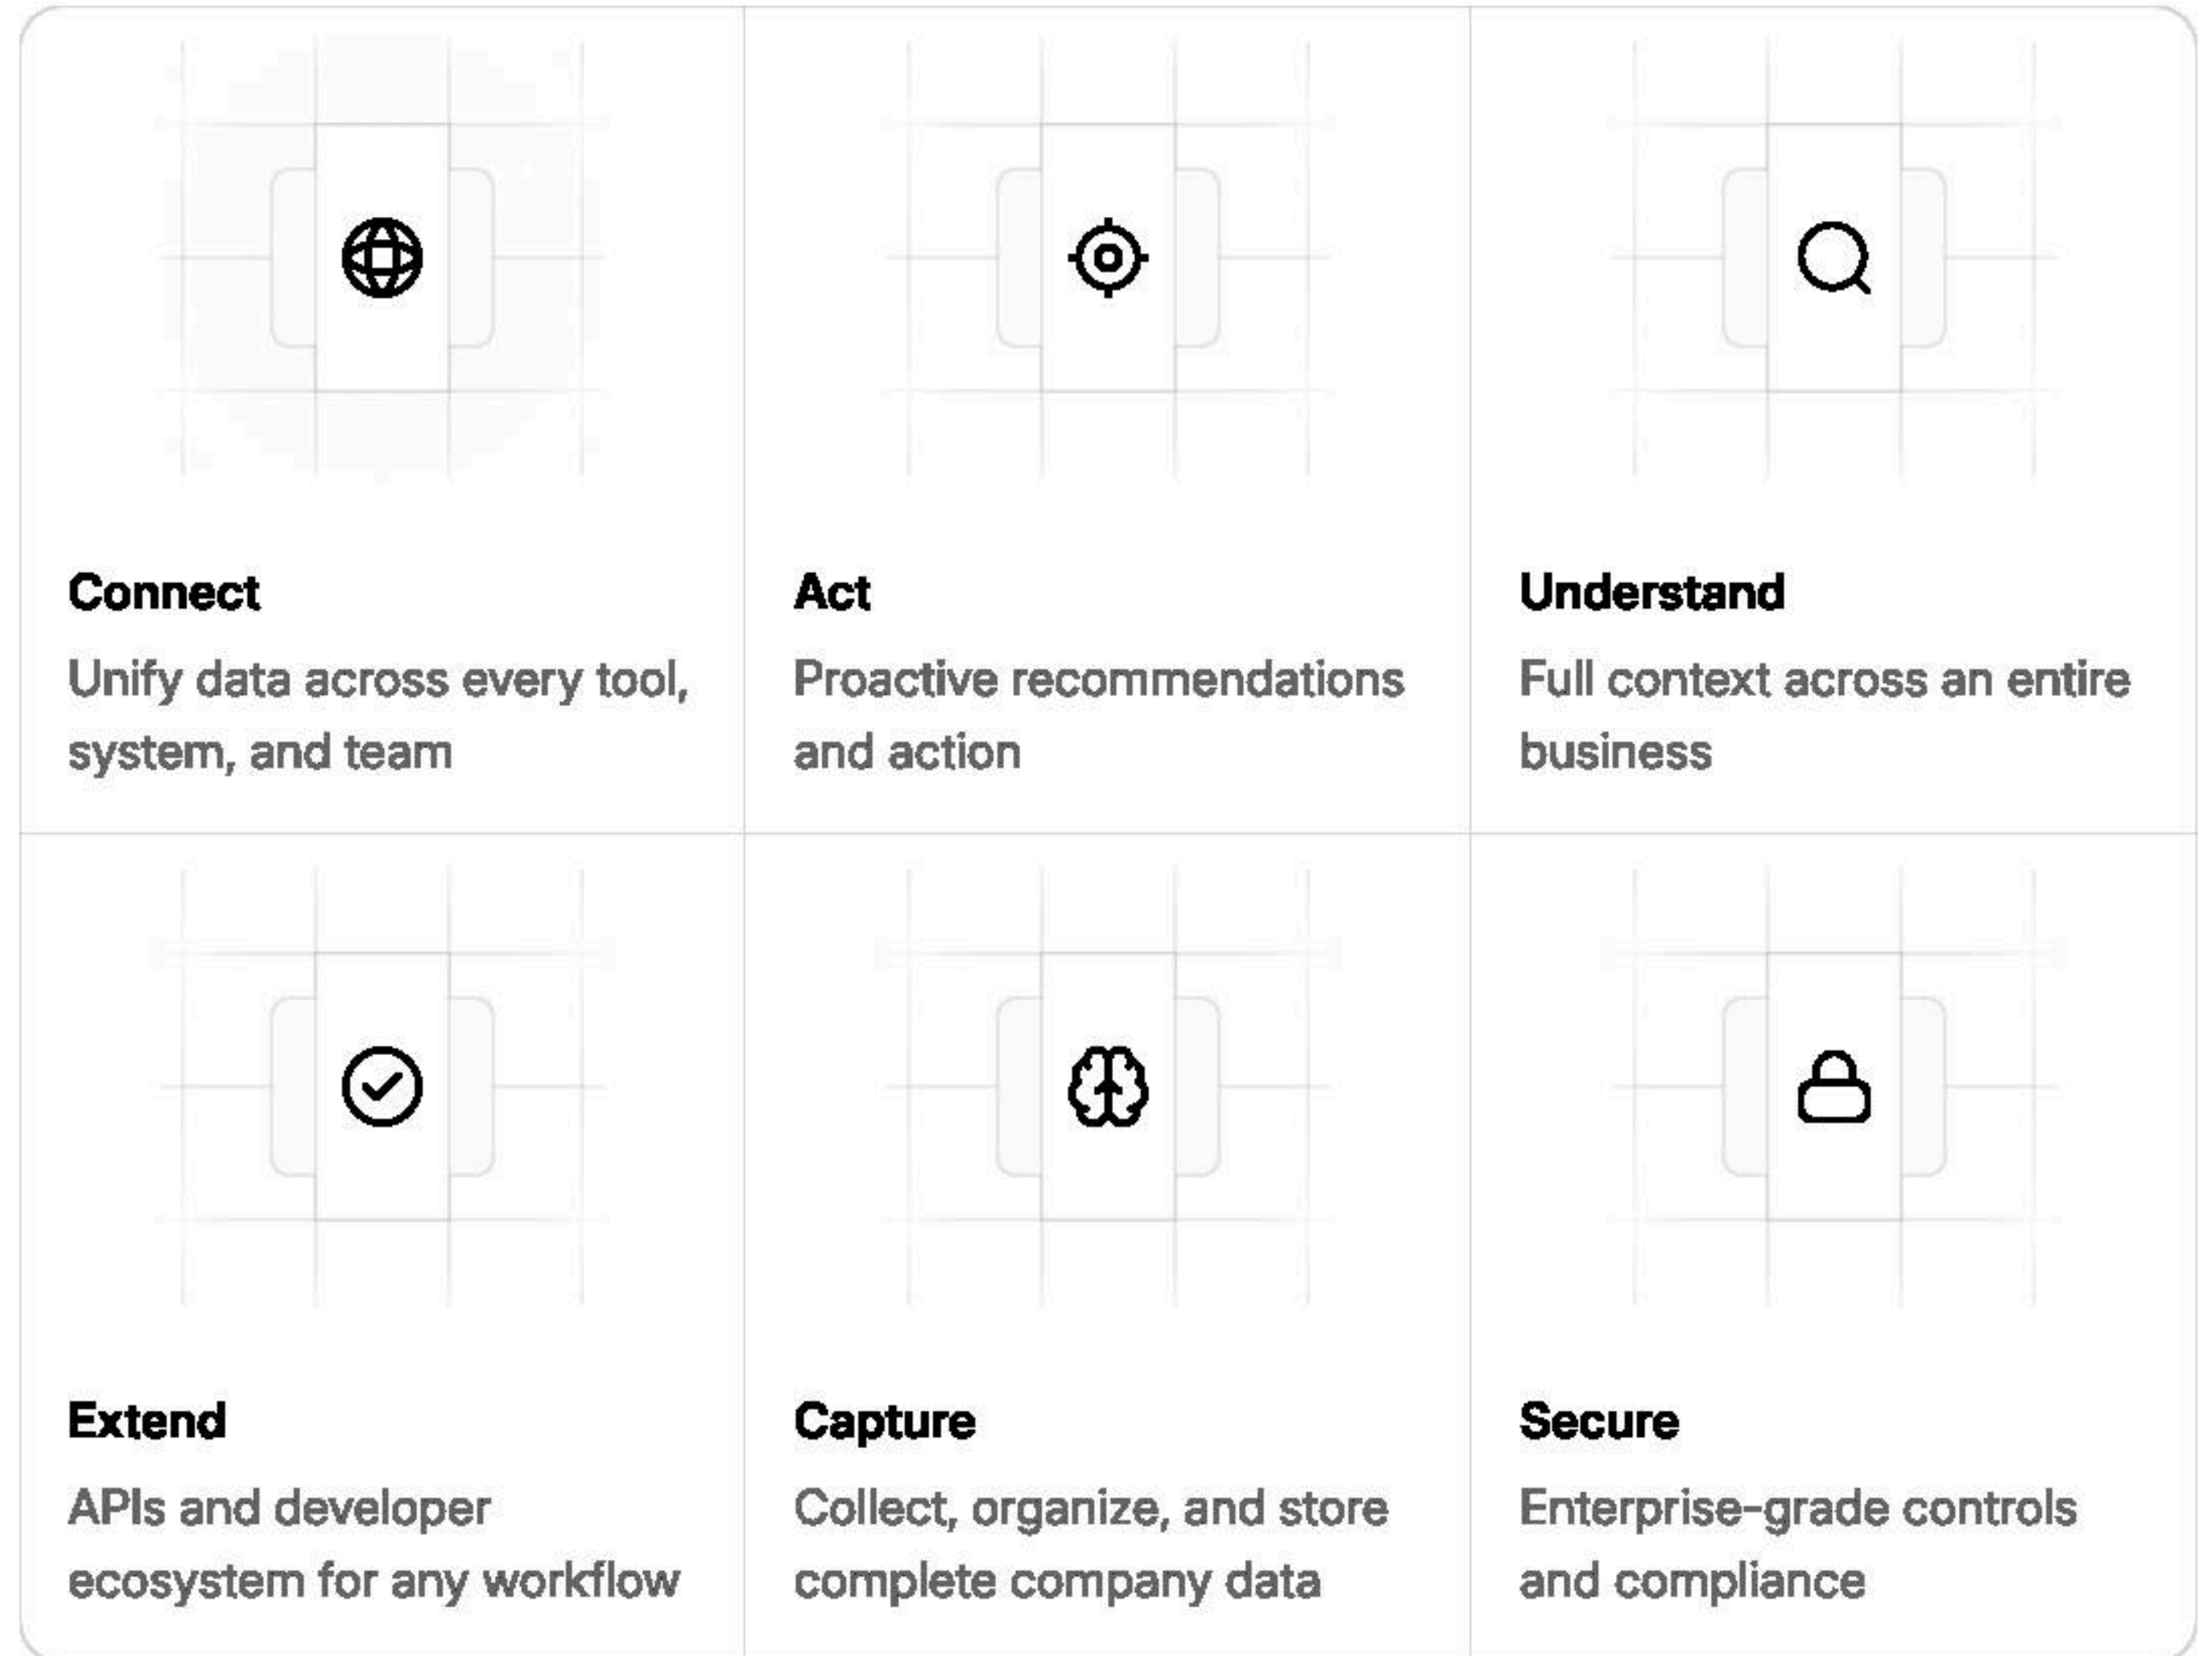 Connect
Unify data across every tool,
system, and team
Act
Proactive recommendations
and action
Understand
Full context across an entire
business
Extend
APIs and developer
ecosystem for any workflow
Capture
Collect, organize, and store
complete company data
Secure
Enterprise-grade controls
and compliance